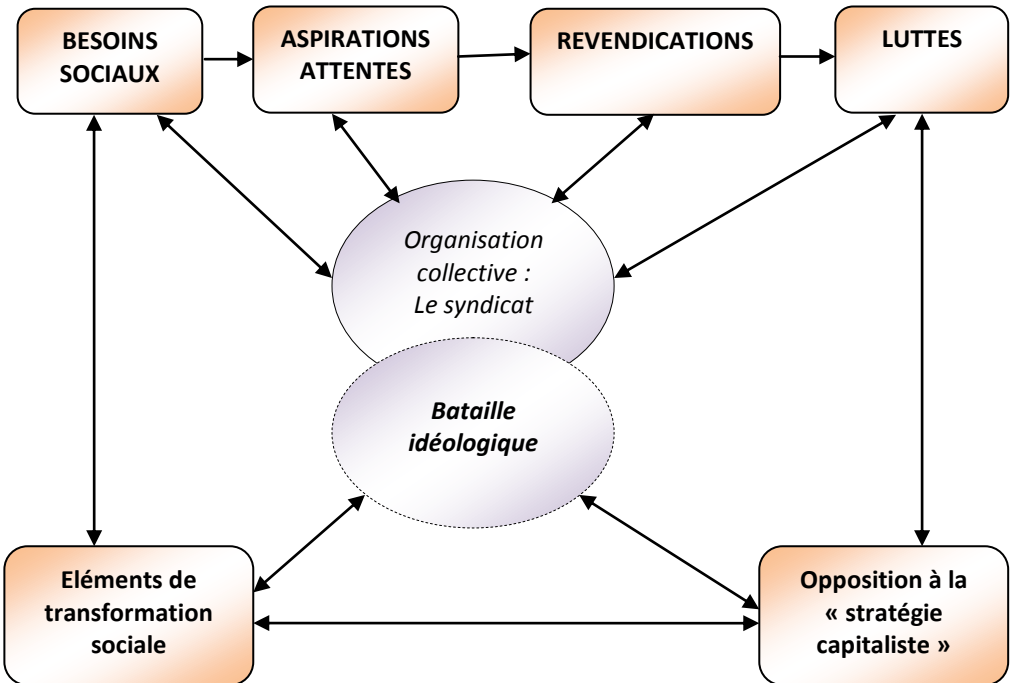 BESOINS
SOCIAUX
ASPIRATIONS
ATTENTES
REVENDICATIONS
LUTTES
Organisation
collective :
Le syndicat
Bataille
idéologique
Eléments de
transformation
sociale
Opposition à la
« stratégie
capitaliste »